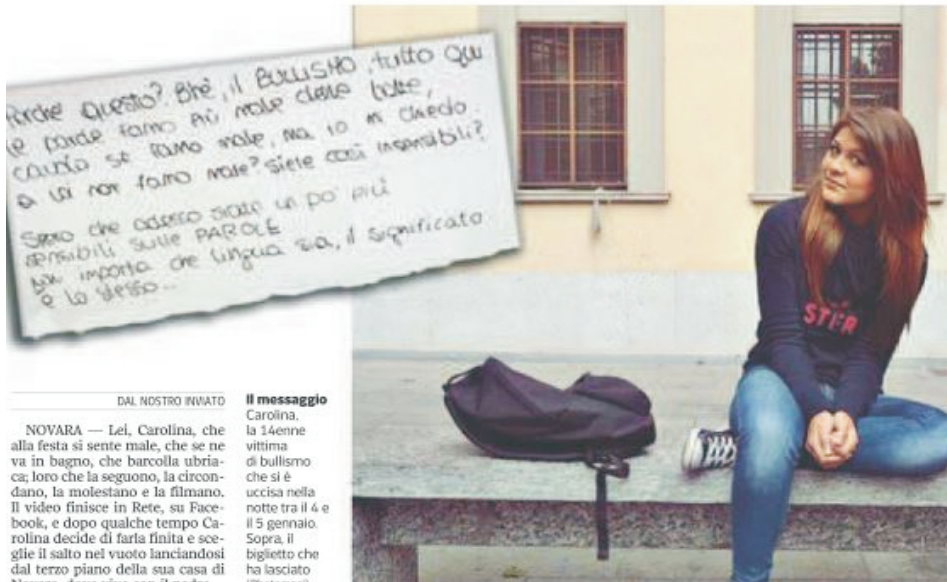 Perché questo? Bhé, il BULLISMO, tutto qui
le parole fanno più male delle botte,
cavolo se fanno male, ma io mi chiedo
a voi non fanno male? siete così insensibili?
Spero che adesso siate un po' più
sensibili sulle PAROLE
importa che lingua sia, il significato
è lo stesso...
STER
DAL NOSTRO INVIATO
NOVARA — Lei, Carolina, che
alla festa si sente male, che se ne
va in bagno, che barcolla ubria-
ca; loro che la seguono, la circon-
dano, la molestano e la filmano.
Il video finisce in Rete, su Face-
book, e dopo qualche tempo Ca-
rolina decide di farla finita e sce-
glie il salto nel vuoto lanciandosi
dal terzo piano della sua casa di
Il messaggio
Carolina,
la 14enne
vittima
di bullismo
che si è
uccisa nella
notte tra il 4 e
il 5 gennaio.
Sopra, il
biglietto che
ha lasciato